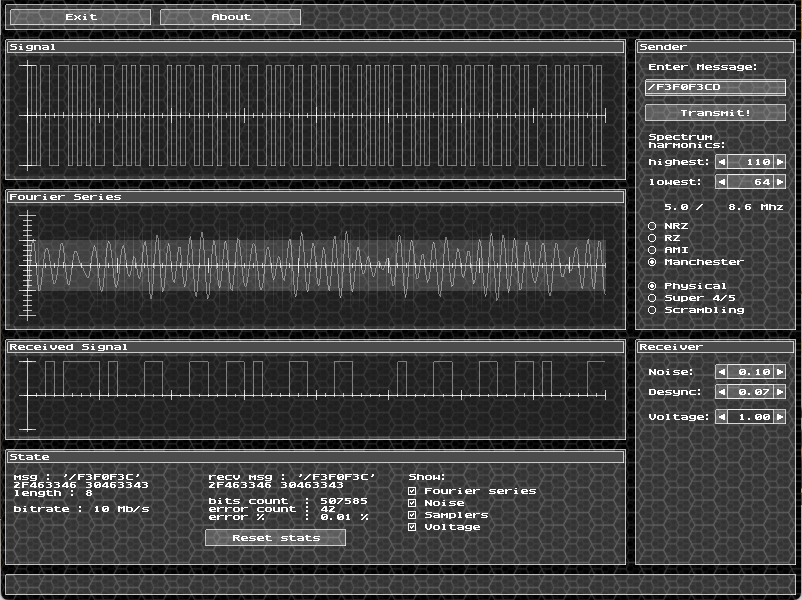 Exit
About
Signal
Fourier Series
Received Signal
State
msg : '/F3F0F3C'
2F463346 30463343
length : 8
bitrate : 10 Mb/s
recv msg : '/F3F0F3C'
2F463346 30463343
bits count : 507585
error count : 42
error % : 0.01 %
Reset stats
Show:
Fourier series
Noise
Samplers
Voltage
Sender
Enter Message:
/F3F0F3CD
Transmit!
Spectrum
harmonics:
highest: 110
lowest: 64
5.0 / 8.6 Mhz
NRZ
RZ
AMI
Manchester
Physical
Super 4/5
Scrambling
Receiver
Noise: 0.10
Desync: 0.07
Voltage: 1.00